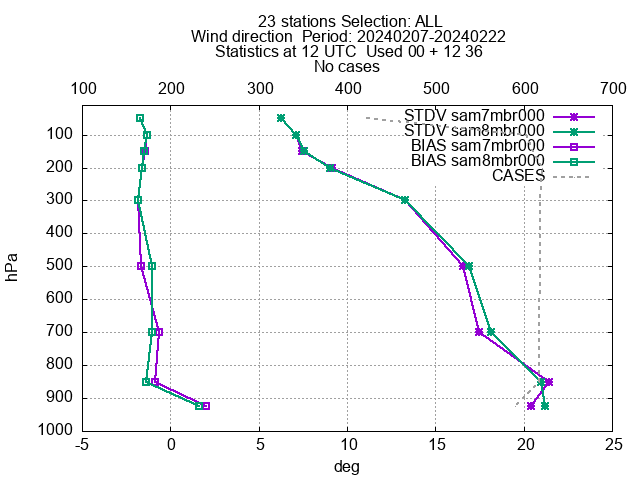 23 stations Selection: ALL
Wind direction  Period: 20240207-20240222
Statistics at 12 UTC  Used 00 + 12 36
No cases
100 200 300 400 500 600 700
STDV sam7mbr000
STDV sam8mbr000
BIAS sam7mbr000
BIAS sam8mbr000
CASES
100
200
300
400
500
600
700
800
900
1000
hPa
-5 0 5 10 15 20 25
deg